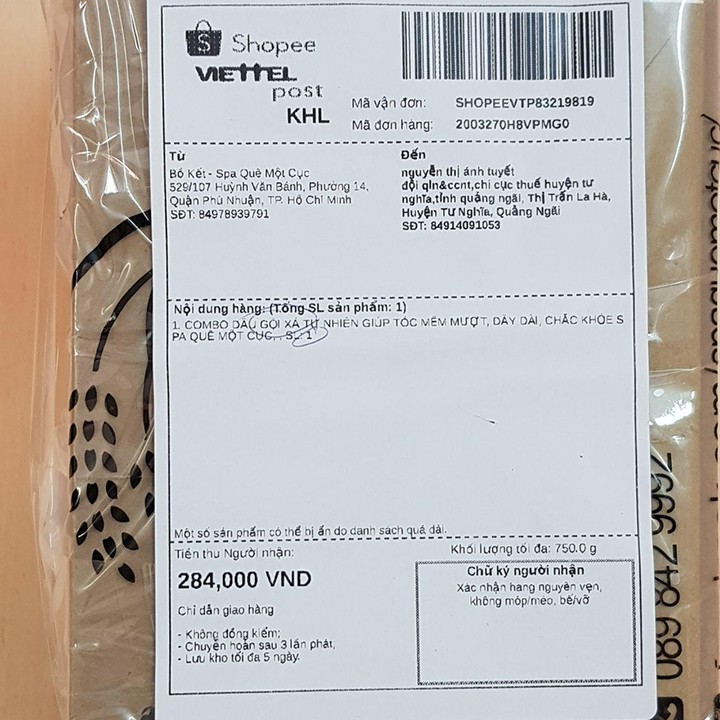 Shopee
VIETTEL
post
KHL
Mã vận đơn: SHOPEEVTP83219819
Mã đơn hàng: 2003270H8VPMG0
Từ
Bồ Kết - Spa Quê Một Cục
529/107 Huỳnh Văn Bánh, Phường 14,
Quận Phú Nhuận, TP. Hồ Chí Minh
SĐT: 84978939791
Đến
nguyễn thị ánh tuyết
đội qln&ccnt,chi cục thuế huyện tư
nghĩa,tỉnh quảng ngãi, Thị Trấn La Hà,
Huyện Tư Nghĩa, Quảng Ngãi
SĐT: 84914091053
Nội dung hàng: (Tổng SL sản phẩm: 1)
1. COMBO DẦU GỘI XẢ TỰ NHIÊN GIÚP TÓC MỀM MƯỢT, DÀY DÀI, CHẮC KHỎE S
PA QUÊ MỘT CỤC, , SL: 1
Một số sản phẩm có thể bị ẩn do danh sách quá dài.
Tiền thu Người nhận:
284,000 VND
Khối lượng tối đa: 750.0 g
Chỉ dẫn giao hàng
- Không đồng kiểm;
- Chuyển hoàn sau 3 lần phát;
- Lưu kho tối đa 5 ngày.
Chữ ký người nhận
Xác nhận hàng nguyên vẹn,
không móp/méo, bể/vỡ
089 842 9992